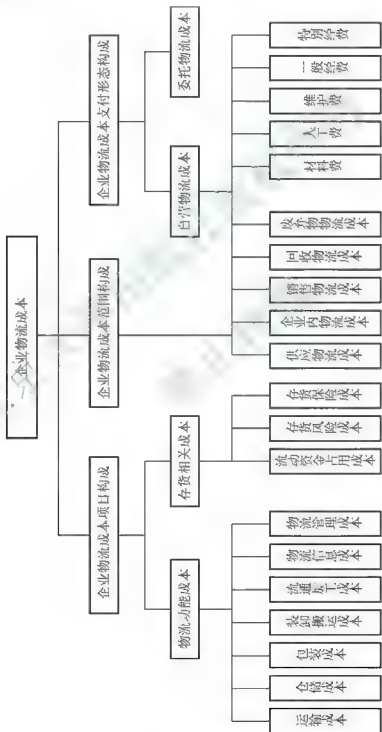 企业物流成本
企业物流成本项目构成
企业物流成本范围构成
企业物流成本支付形态构成
物流功能成本
存货相关成本
自营物流成本
委托物流成本
运输成本
仓储成本
包装成本
装卸搬运成本
流通加工成本
物流信息成本
物流管理成本
流动资金占用成本
存货风险成本
存货保险成本
供应物流成本
企业内物流成本
销售物流成本
回收物流成本
废弃物物流成本
材料费
人工费
维护费
一般经费
特别经费